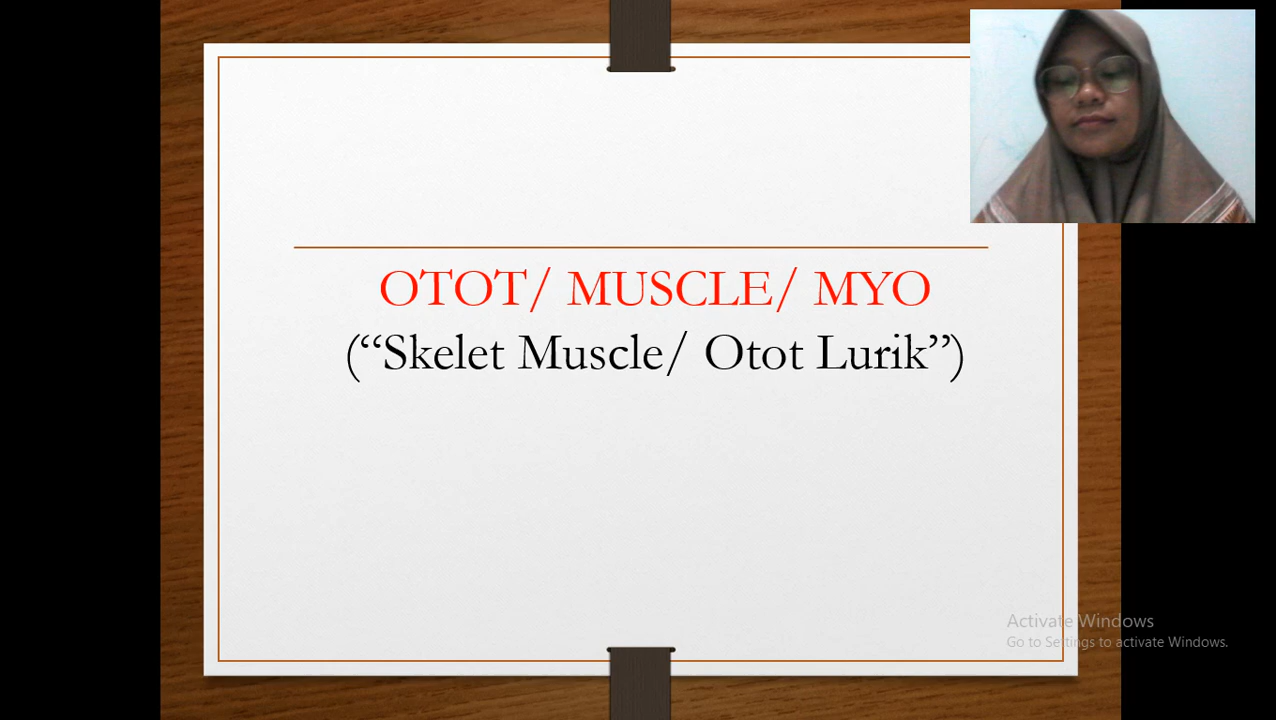 OTOT/ MUSCLE/ MYO
(“Skelet Muscle/ Otot Lurik”)
Activate Windows
Go to Settings to activate Windows.